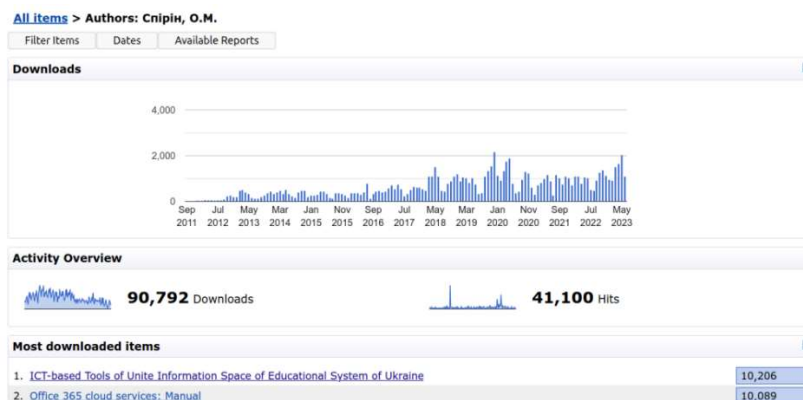 All items > Authors: Спірін, О.М.
Filter Items Dates Available Reports
Downloads
4,000
2,000
0
Sep Jul May Mar Jan Nov Sep Jul May Mar Jan Nov Sep Jul May
2011 2012 2013 2014 2015 2015 2016 2017 2018 2019 2020 2020 2021 2022 2023
Activity Overview
90,792 Downloads 41,100 Hits
Most downloaded items
1. ICT-based Tools of Unite Information Space of Educational System of Ukraine 10,206
2. Office 365 cloud services: Manual 10,089